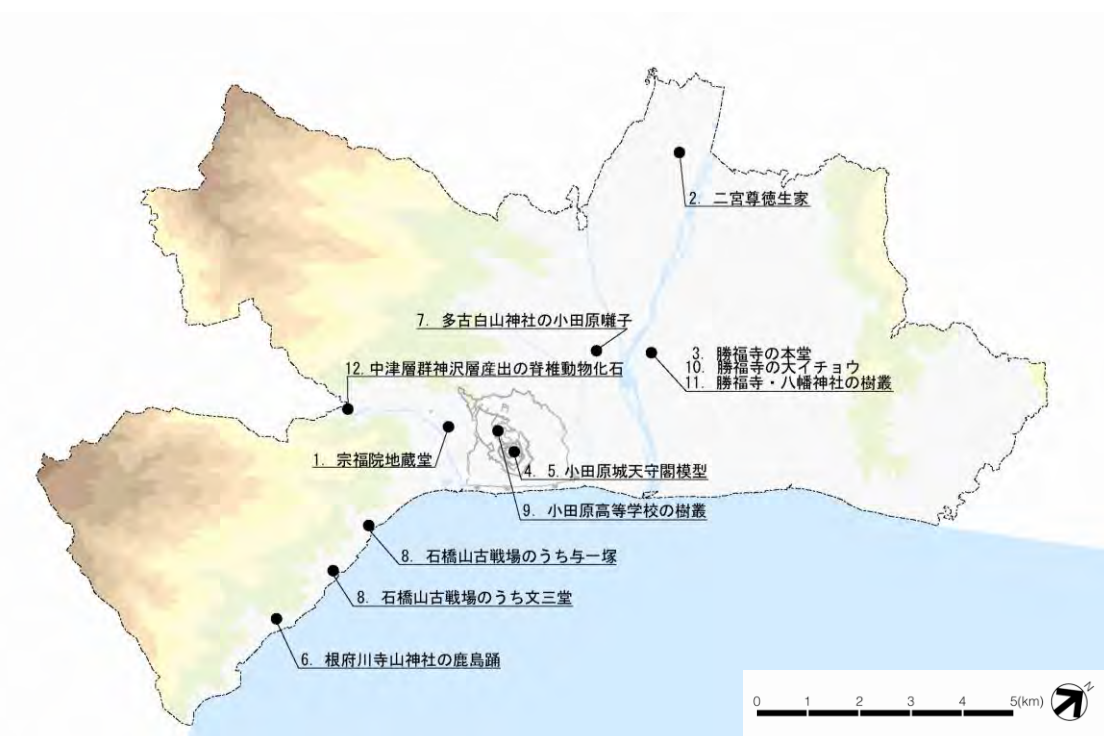 2. 二宮尊徳生家
7. 多古白山神社の小田原囃子
3. 勝福寺の本堂
10. 勝福寺の大イチョウ
11. 勝福寺・八幡神社の樹叢
12. 中津層群神沢層産出の脊椎動物化石
1. 宗福院地蔵堂
4. 5. 小田原城天守閣模型
9. 小田原高等学校の樹叢
8. 石橋山古戦場のうち与一塚
8. 石橋山古戦場のうち文三堂
6. 根府川寺山神社の鹿島踊
0 1 2 3 4 5(km)
N